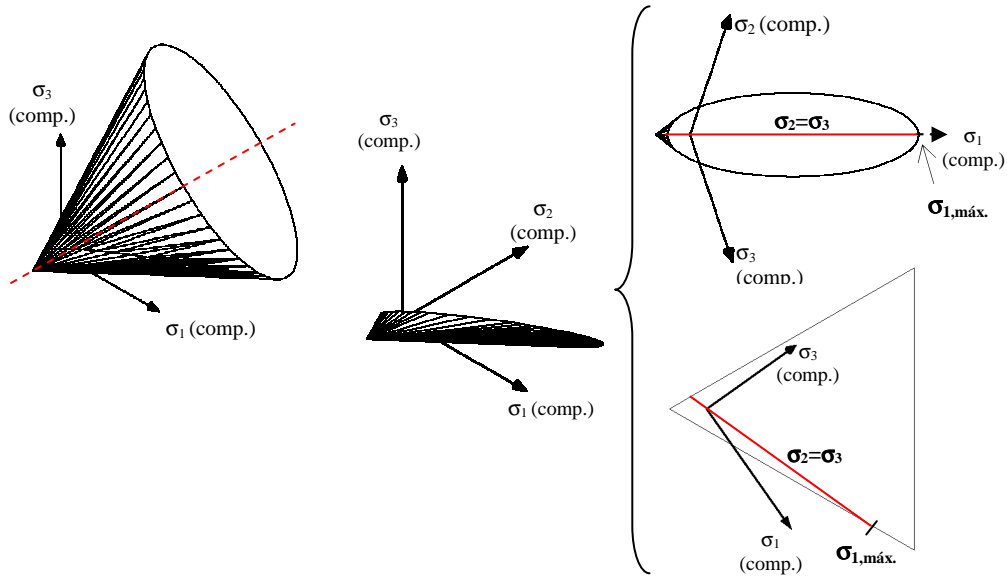 σ3
(comp.)
σ1 (comp.)
σ3
(comp.)
σ2
(comp.)
σ1 (comp.)
σ2 (comp.)
σ2=σ3
σ1
(comp.)
σ1,máx.
σ3
(comp.)
σ3
(comp.)
σ2=σ3
σ1
(comp.)
σ1,máx.